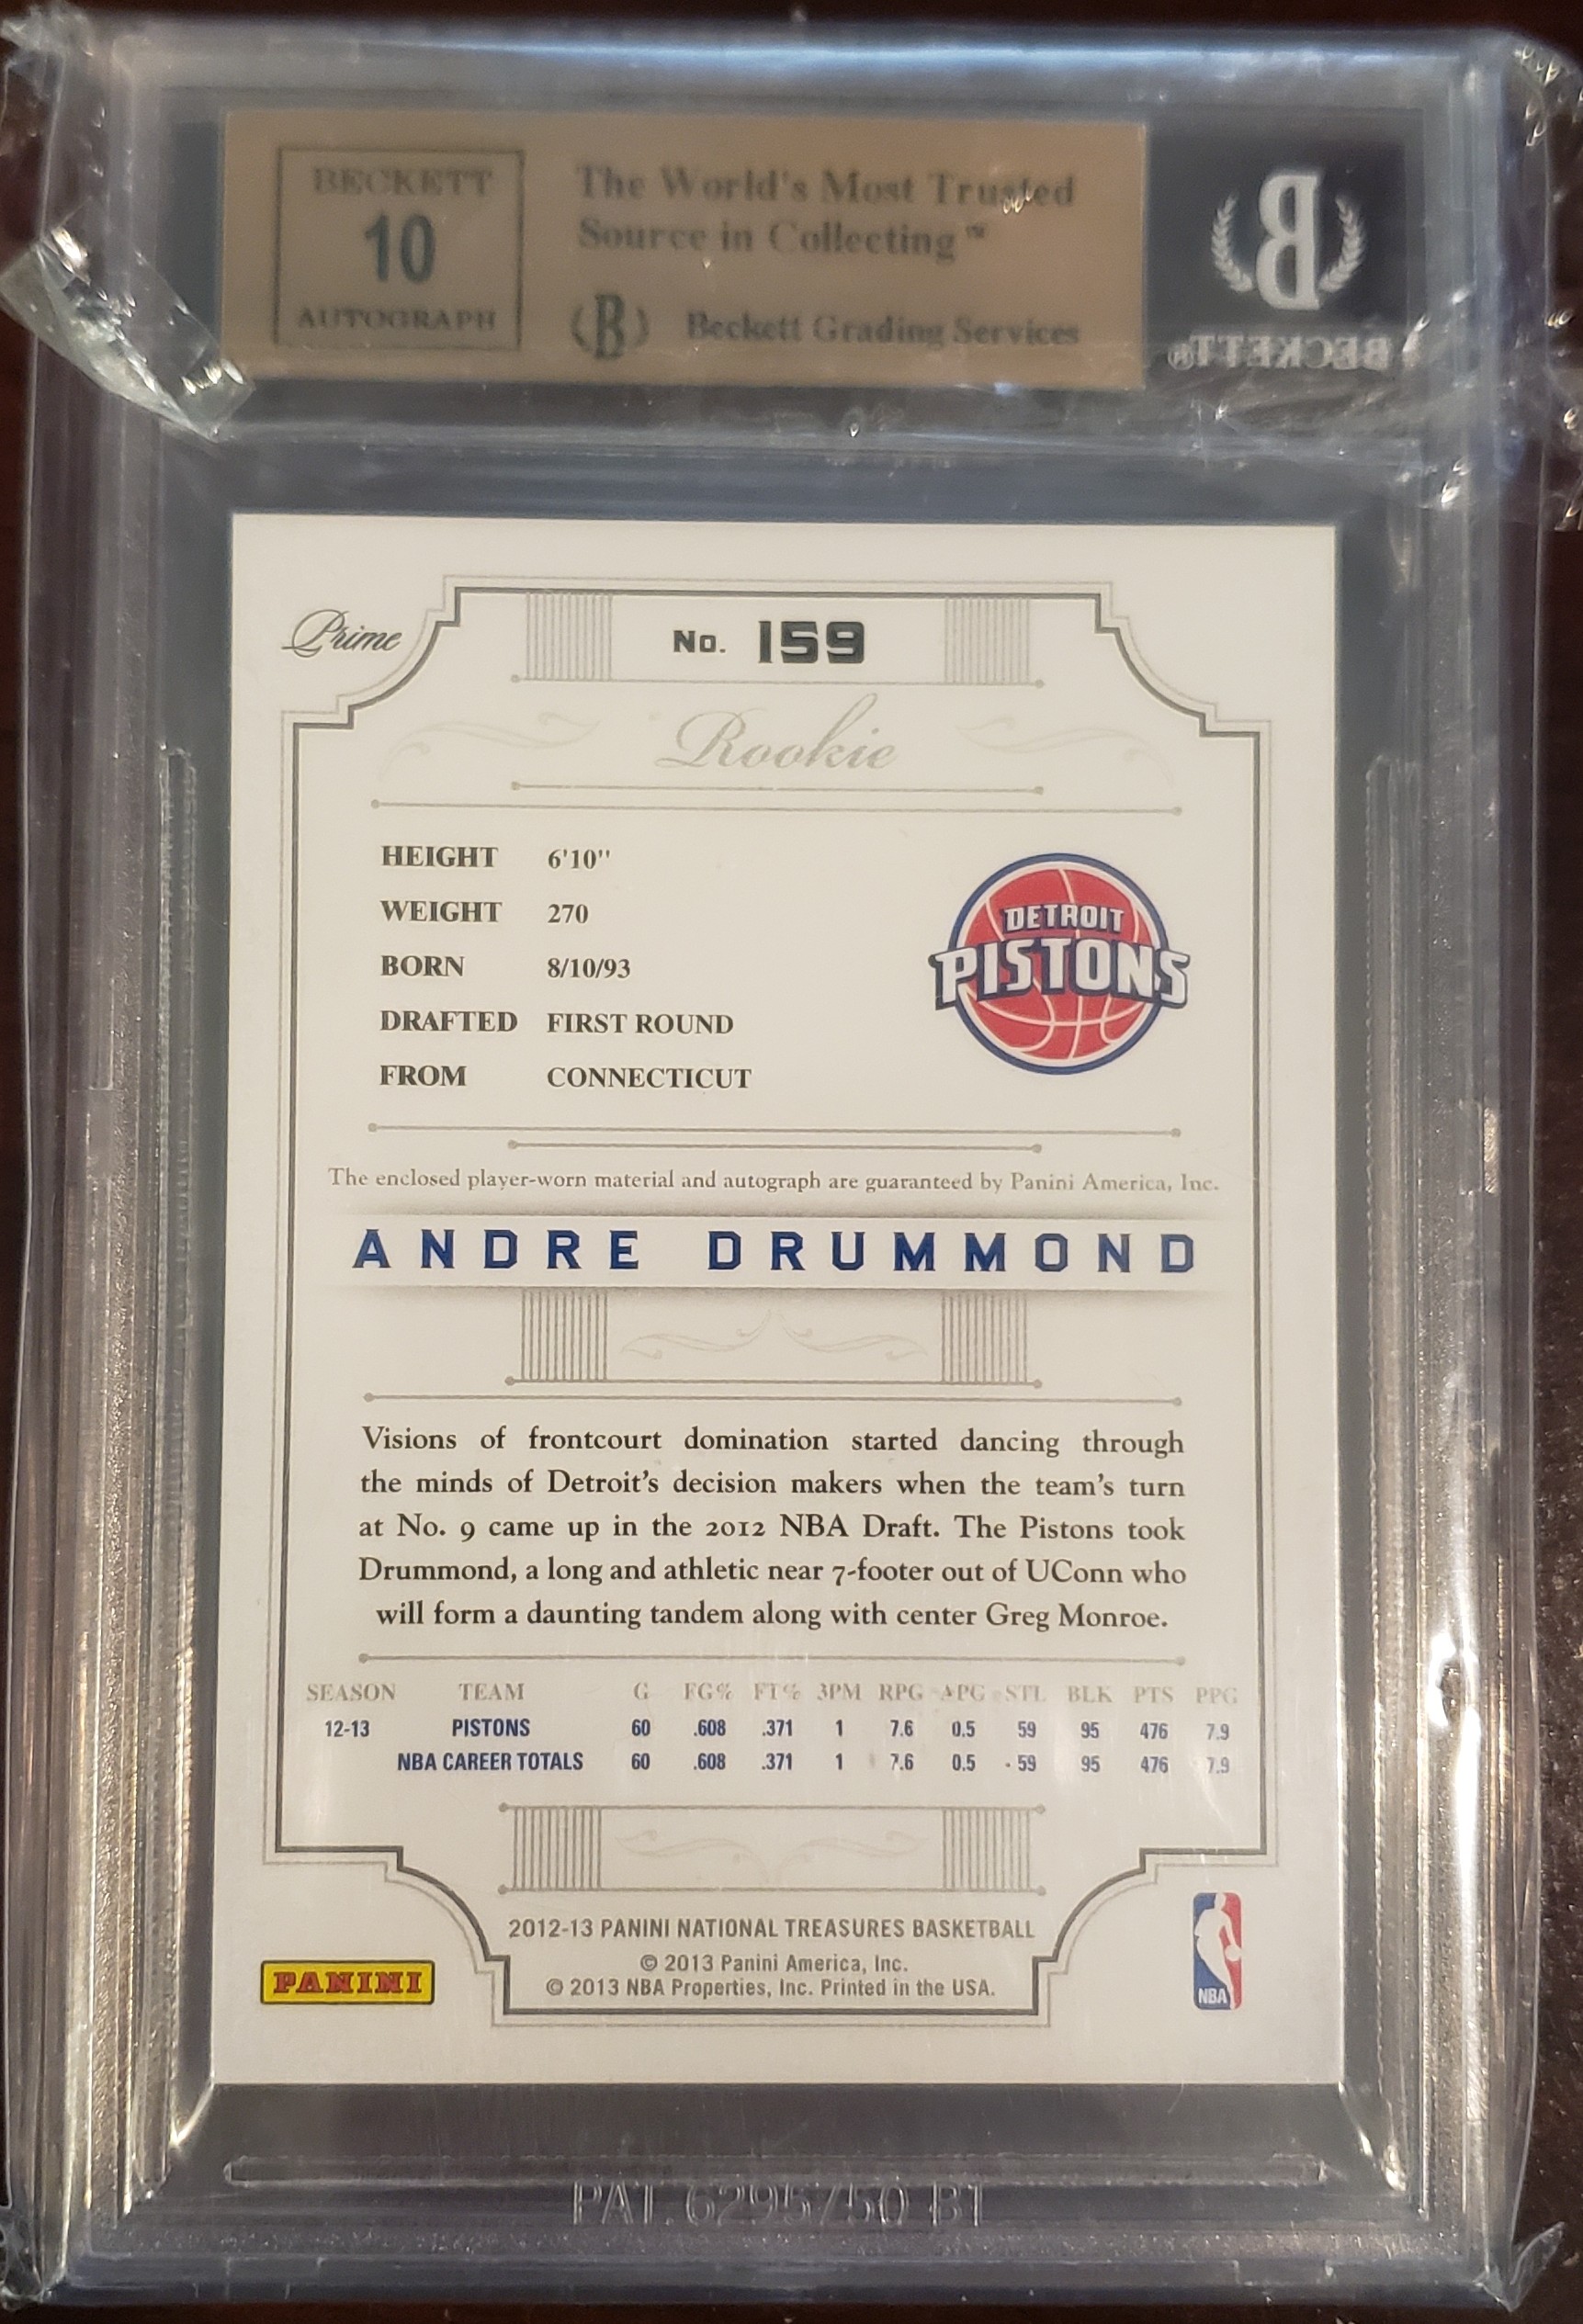 BECKETT
10
AUTOGRAPH
The World's Most Trusted
Source in Collecting™
B Beckett Grading Services
B
BECKETT®
Prime
No. 159
Rookie
HEIGHT 6'10"
WEIGHT 270
BORN 8/10/93
DRAFTED FIRST ROUND
FROM CONNECTICUT
DETROIT
PISTONS
The enclosed player-worn material and autograph are guaranteed by Panini America, Inc.
ANDRE DRUMMOND
Visions of frontcourt domination started dancing through
the minds of Detroit's decision makers when the team's turn
at No. 9 came up in the 2012 NBA Draft. The Pistons took
Drummond, a long and athletic near 7-footer out of UConn who
will form a daunting tandem along with center Greg Monroe.
SEASON TEAM G FG% FT% 3PM RPG APG STL BLK PTS PPG
12-13 PISTONS 60 .608 .371 1 7.6 0.5 59 95 476 7.9
NBA CAREER TOTALS 60 .608 .371 1 7.6 0.5 59 95 476 7.9
2012-13 PANINI NATIONAL TREASURES BASKETBALL
© 2013 Panini America, Inc.
© 2013 NBA Properties, Inc. Printed in the USA.
PANINI
NBA
PAT. 6295750 B1